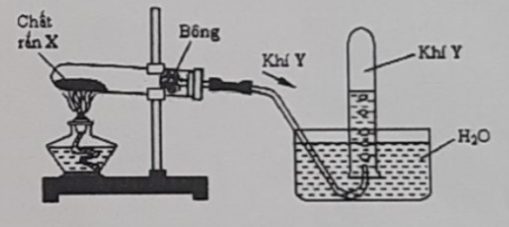 Chất
rắn X
Bông
Khí Y
Khí Y
H₂O